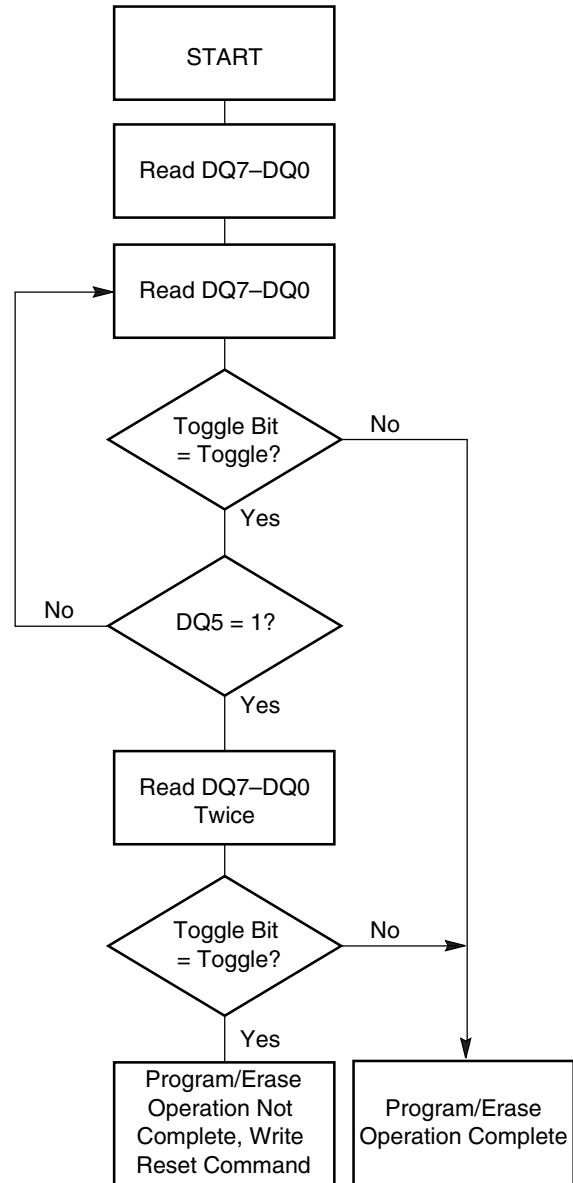 START
Read DQ7–DQ0
Read DQ7–DQ0
Toggle Bit
= Toggle?
No
Yes
No
DQ5 = 1?
Yes
Read DQ7–DQ0
Twice
Toggle Bit
= Toggle?
No
Yes
Program/Erase
Operation Not
Complete, Write
Reset Command
Program/Erase
Operation Complete